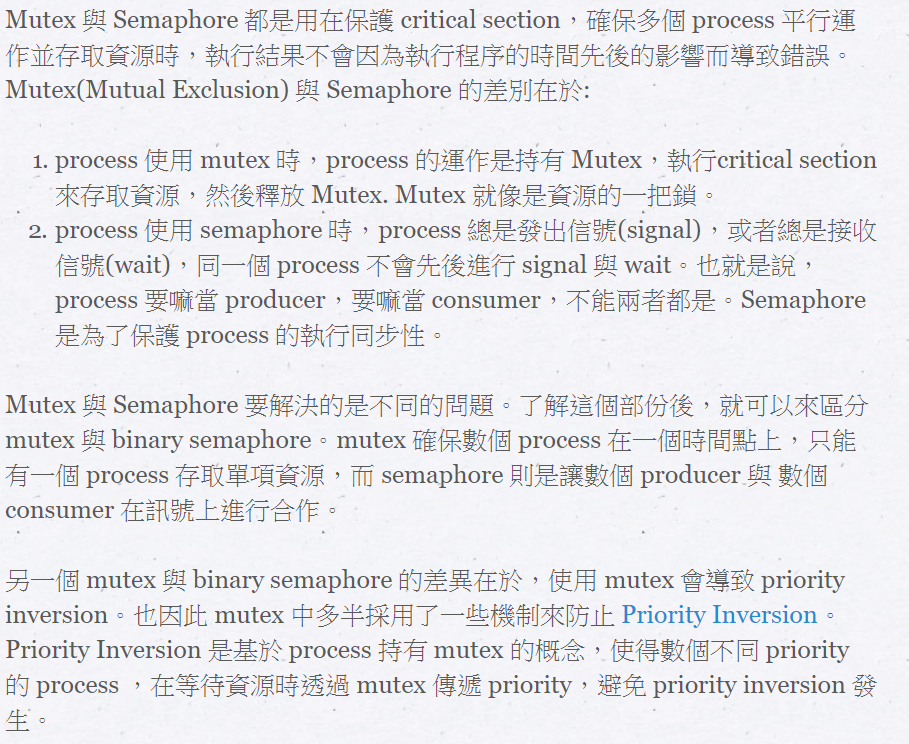 Mutex 與 Semaphore 都是用在保護 critical section，確保多個 process 平行運
作並存取資源時，執行結果不會因為執行程序的時間先後的影響而導致錯誤。
Mutex(Mutual Exclusion) 與 Semaphore 的差別在於:
1. process 使用 mutex 時，process 的運作是持有 Mutex，執行critical section
來存取資源，然後釋放 Mutex. Mutex 就像是資源的一把鎖。
2. process 使用 semaphore 時，process 總是發出信號(signal)，或者總是接收
信號(wait)，同一個 process 不會先後進行 signal 與 wait。也就是說，
process 要嘛當 producer，要嘛當 consumer，不能兩者都是。Semaphore
是為了保護 process 的執行同步性。
Mutex 與 Semaphore 要解決的是不同的問題。了解這個部份後，就可以來區分
mutex 與 binary semaphore。mutex 確保數個 process 在一個時間點上，只能
有一個 process 存取單項資源，而 semaphore 則是讓數個 producer 與 數個
consumer 在訊號上進行合作。
另一個 mutex 與 binary semaphore 的差異在於，使用 mutex 會導致 priority
inversion。也因此 mutex 中多半採用了一些機制來防止 Priority Inversion。
Priority Inversion 是基於 process 持有 mutex 的概念，使得數個不同 priority
的 process ，在等待資源時透過 mutex 傳遞 priority，避免 priority inversion 發
生。